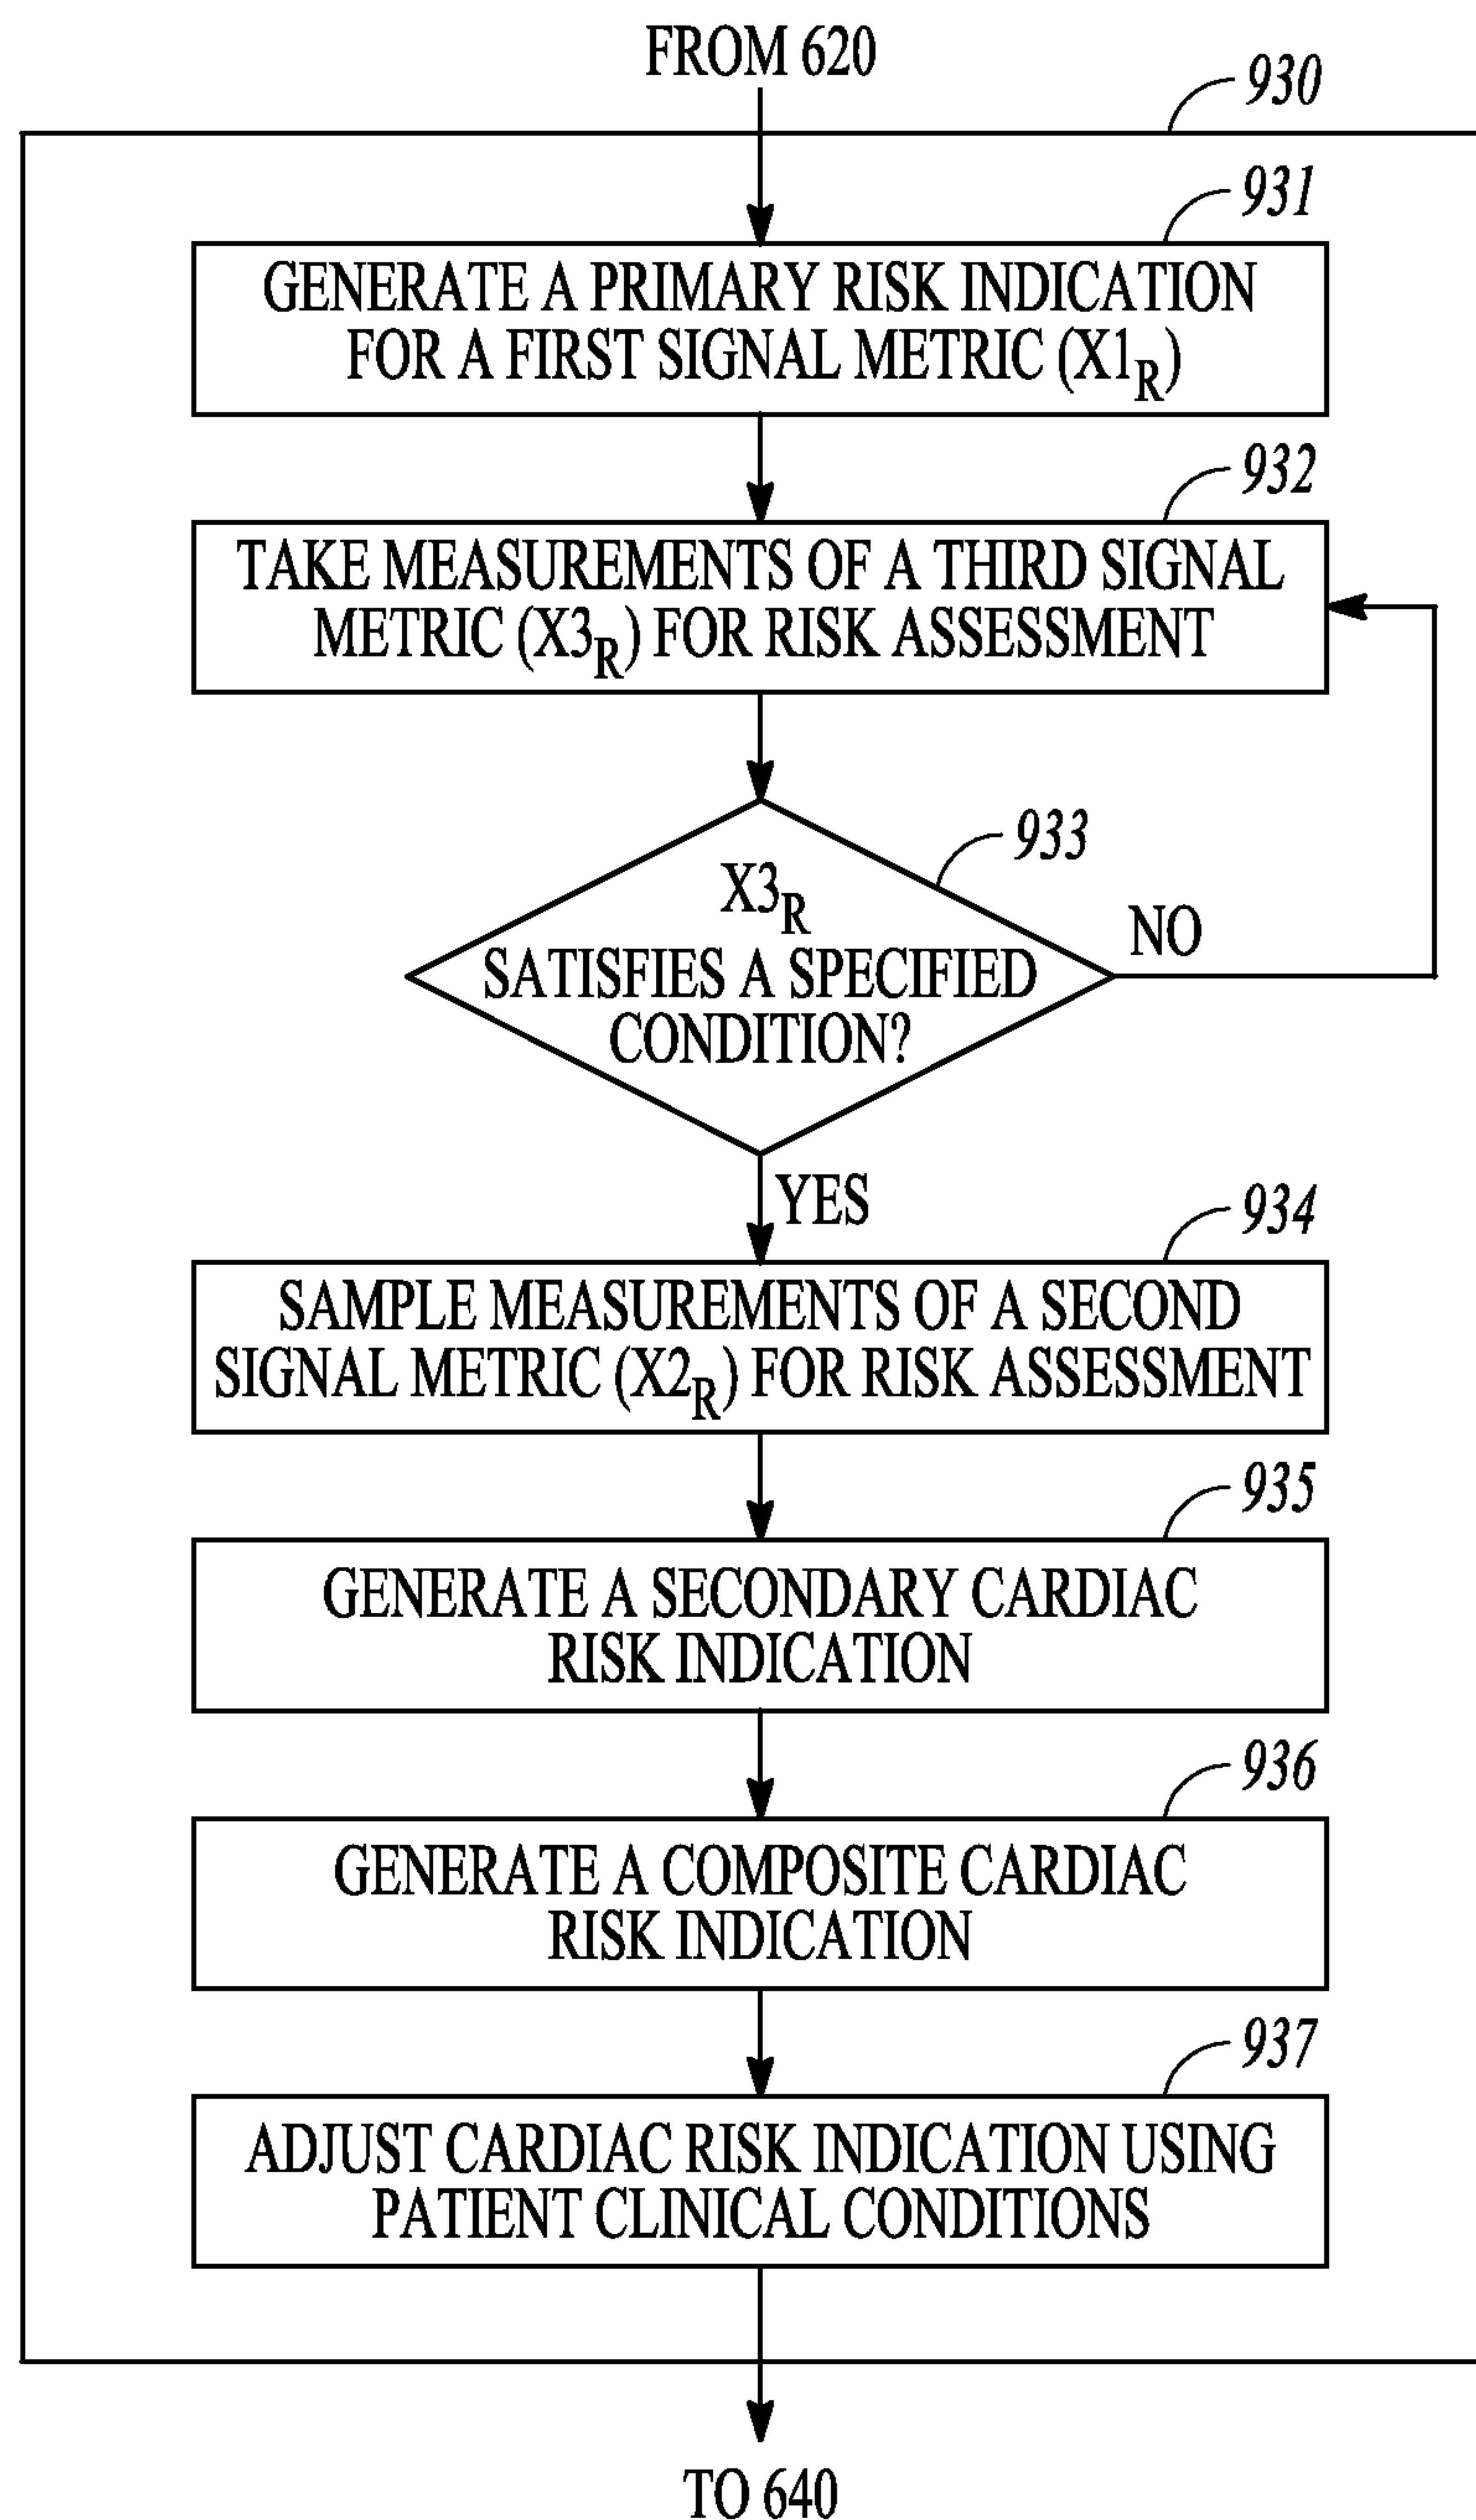 FROM 620
930
931
GENERATE A PRIMARY RISK INDICATION
FOR A FIRST SIGNAL METRIC (X1R)
932
TAKE MEASUREMENTS OF A THIRD SIGNAL
METRIC (X3R) FOR RISK ASSESSMENT
933
X3R
SATISFIES A SPECIFIED
CONDITION?
NO
YES
934
SAMPLE MEASUREMENTS OF A SECOND
SIGNAL METRIC (X2R) FOR RISK ASSESSMENT
935
GENERATE A SECONDARY CARDIAC
RISK INDICATION
936
GENERATE A COMPOSITE CARDIAC
RISK INDICATION
937
ADJUST CARDIAC RISK INDICATION USING
PATIENT CLINICAL CONDITIONS
TO 640